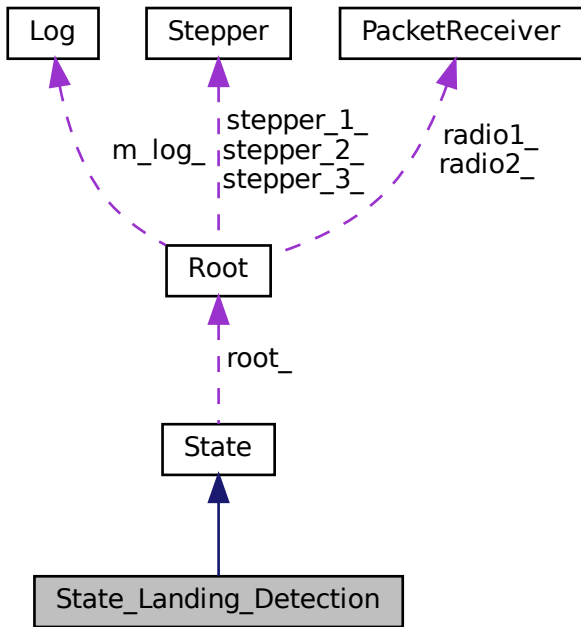 Log
Stepper
PacketReceiver
m_log_
stepper_1_
stepper_2_
stepper_3_
radio1_
radio2_
Root
root_
State
State_Landing_Detection